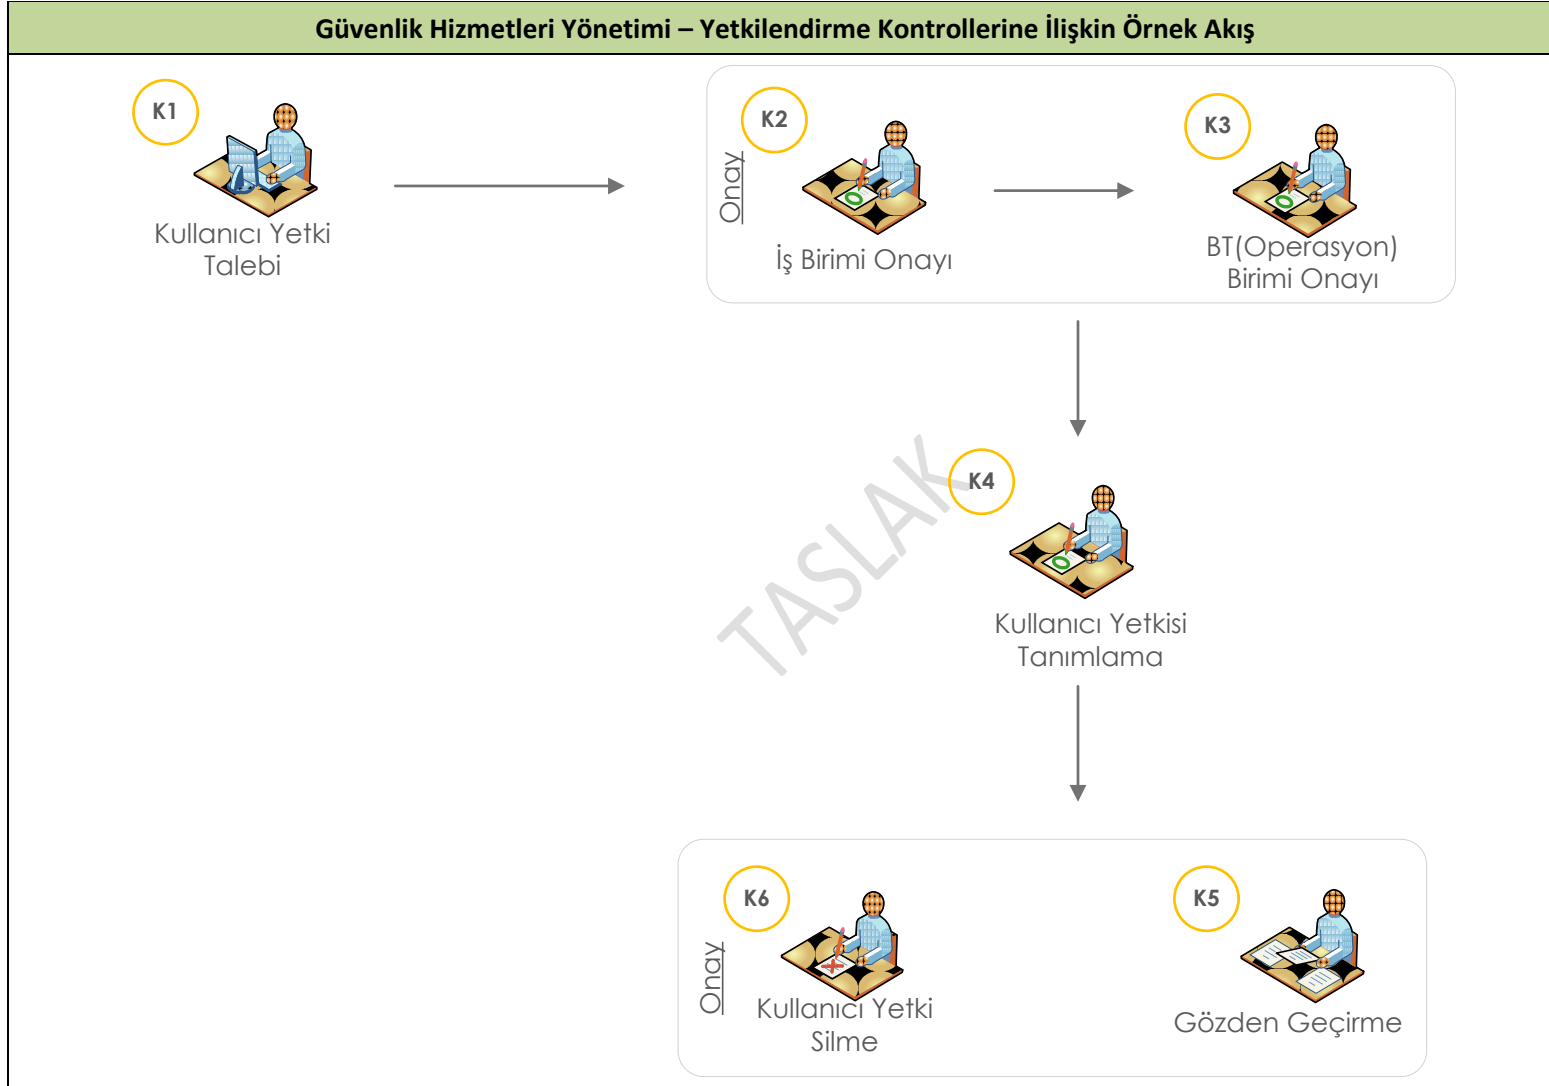 Güvenlik Hizmetleri Yönetimi – Yetkilendirme Kontrollerine İlişkin Örnek Akış
K1
Kullanıcı Yetki
Talebi
Onay
K2
İş Birimi Onayı
K3
BT(Operasyon)
Birimi Onayı
K4
Kullanıcı Yetkisi
Tanımlama
TASLAK
Onay
K6
Kullanıcı Yetki
Silme
K5
Gözden Geçirme